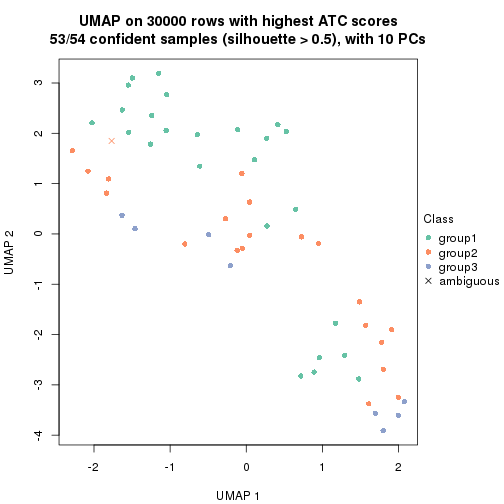 UMAP on 30000 rows with highest ATC scores
53/54 confident samples (silhouette > 0.5), with 10 PCs
3
2
1
0
-1
-2
-3
-4
UMAP 2
-2
-1
0
1
2
UMAP 1
Class
group1
group2
group3
ambiguous